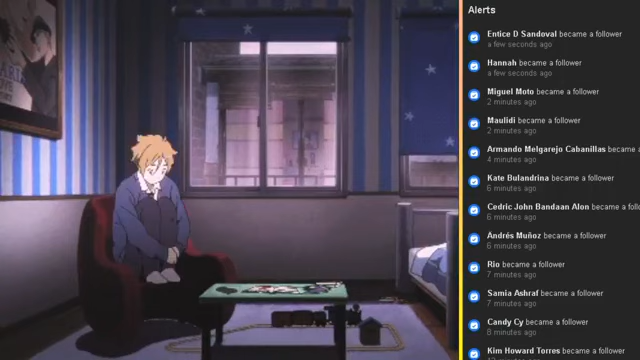 Alerts
Entice D Sandoval became a follower
a few seconds ago
Hannah became a follower
a few seconds ago
Miguel Moto became a follower
2 minutes ago
Maulidi became a follower
2 minutes ago
Armando Melgarejo Cabanillas became a
4 minutes ago
Kate Bulandrina became a follower
6 minutes ago
Cedric John Bandaan Alon became a follo
6 minutes ago
Andrés Muñoz became a follower
6 minutes ago
Rio became a follower
7 minutes ago
Samia Ashraf became a follower
7 minutes ago
Candy Cy became a follower
8 minutes ago
Kim Howard Torres became a follower